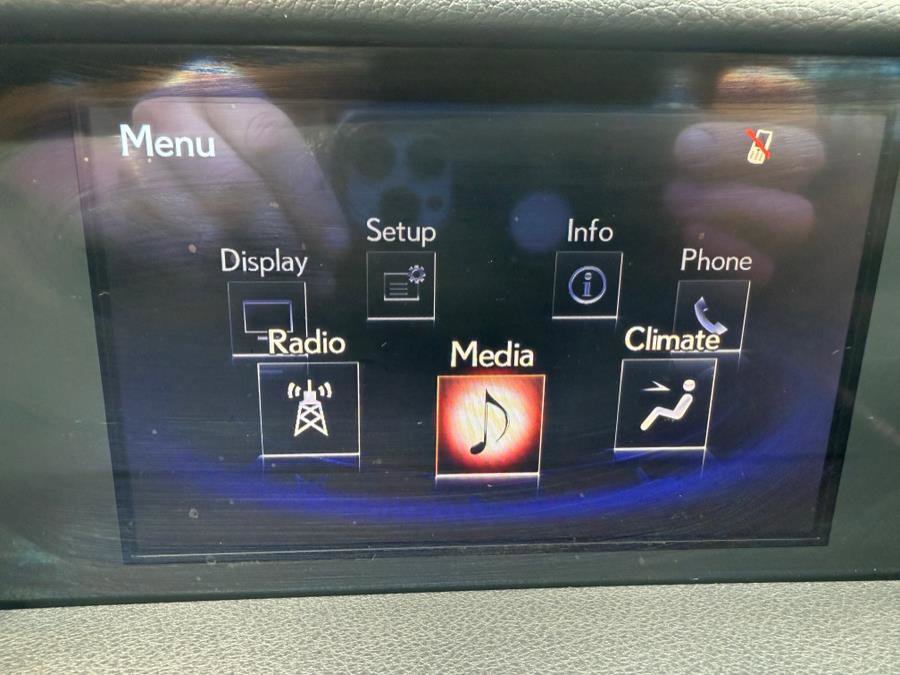 Menu
Setup
Info
Display
Phone
Radio
Media
Climate